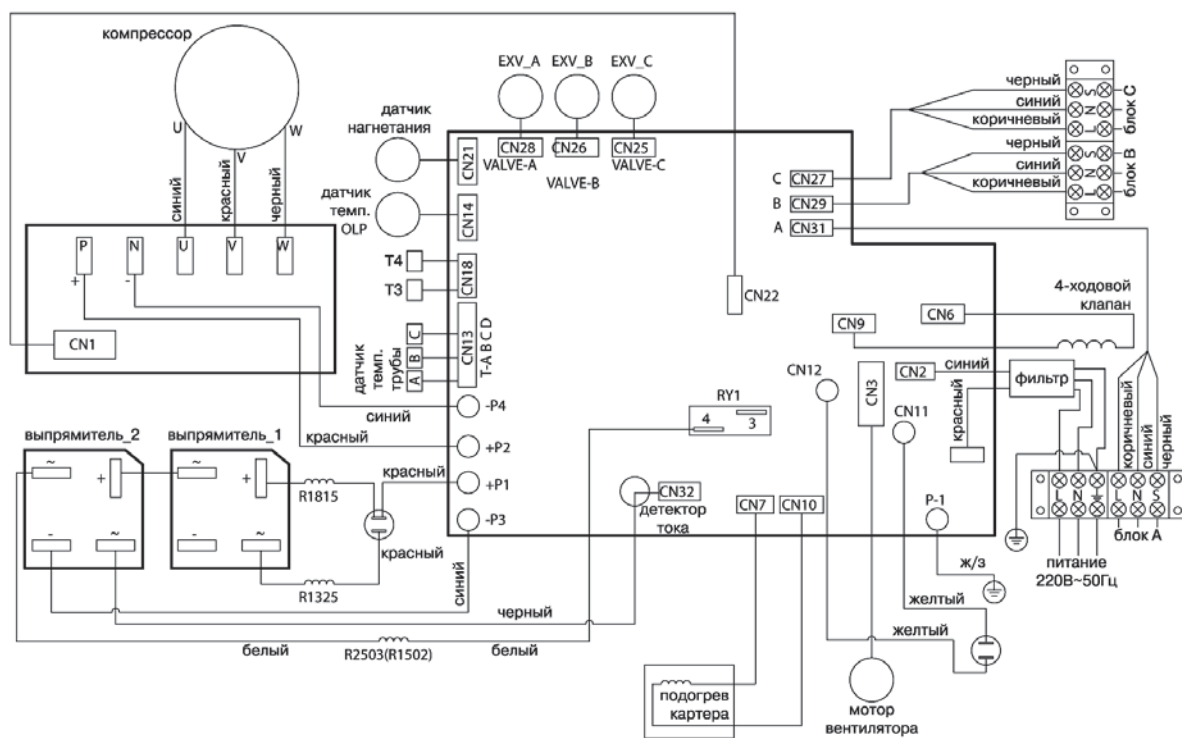 компрессор
U
V
W
синий
красный
черный
P
N
U
V
W
+
-
CN1
датчик
нагнетания
датчик
темп.
OLP
T4
T3
датчик
темп.
трубы
C
B
A
CN21
CN14
CN18
CN13
T-A B C D
EXV_A
EXV_B
EXV_C
CN28
CN26
CN25
VALVE-A
VALVE-B
VALVE-C
C
CN27
B
CN29
A
CN31
черный
синий
коричневый
черный
синий
коричневый
S
N
L
S
N
L
блок C
блок B
CN22
4-ходовой
клапан
CN9
CN6
CN12
CN3
CN2
CN11
синий
фильтр
красный
коричневый
синий
черный
RY1
4
3
синий
-P4
красный
+P2
красный
+P1
-P3
выпрямитель_2
выпрямитель_1
~
+
-
~
~
+
-
~
R1815
красный
R1325
синий
черный
белый
R2503(R1502)
белый
CN32
детектор
тока
CN7
CN10
P-1
ж/з
желтый
желтый
L
N
L
N
S
блок A
питание
220В~50Гц
подогрев
картера
мотор
вентилятора